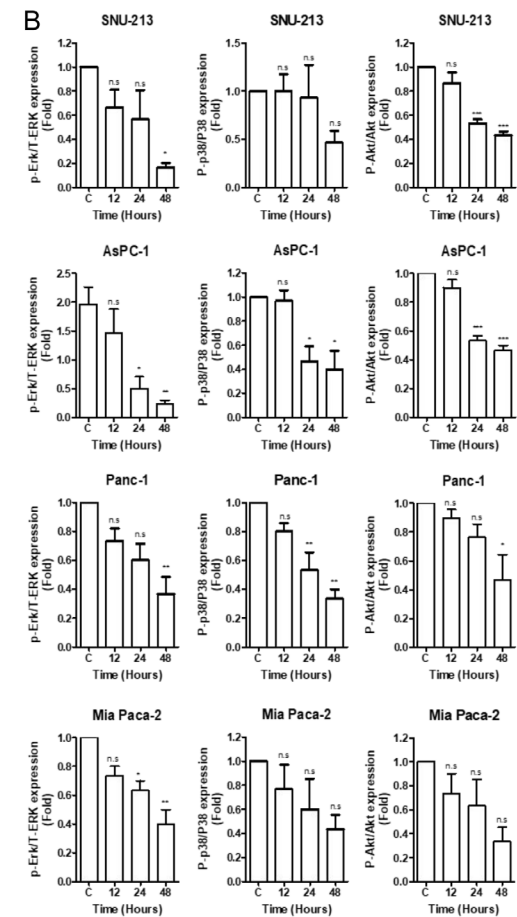 B
SNU-213
p-Erk/T-ERK expression
(Fold)
1.2
1.0
0.8
0.6
0.4
0.2
0.0
n.s
n.s
*
C 12 24 48
Time (Hours)
SNU-213
P-p38/P38 expression
(Fold)
1.5
1.0
0.5
0.0
n.s
n.s
n.s
C 12 24 48
Time (Hours)
SNU-213
P-Akt/Akt expression
(Fold)
1.2
1.0
0.8
0.6
0.4
0.2
0.0
n.s
***
***
C 12 24 48
Time (Hours)
AsPC-1
p-Erk/T-ERK expression
(Fold)
2.5
2.0
1.5
1.0
0.5
0.0
n.s
*
**
C 12 24 48
Time (Hours)
AsPC-1
P-p38/P38 expression
(Fold)
1.2
1.0
0.8
0.6
0.4
0.2
0.0
n.s
*
*
C 12 24 48
Time (Hours)
AsPC-1
P-Akt/Akt expression
(Fold)
1.0
0.8
0.6
0.4
0.2
0.0
n.s
***
***
C 12 24 48
Time (Hours)
Panc-1
p-Erk/T-ERK expression
(Fold)
1.0
0.8
0.6
0.4
0.2
0.0
n.s
n.s
**
C 12 24 48
Time (Hours)
Panc-1
P-p38/P38 expression
(Fold)
1.0
0.8
0.6
0.4
0.2
0.0
n.s
**
**
C 12 24 48
Time (Hours)
Panc-1
P-Akt/Akt expression
(Fold)
1.0
0.8
0.6
0.4
0.2
0.0
n.s
n.s
*
C 12 24 48
Time (Hours)
Mia Paca-2
p-Erk/T-ERK expression
(Fold)
1.0
0.8
0.6
0.4
0.2
0.0
n.s
*
**
C 12 24 48
Time (Hours)
Mia Paca-2
P-p38/P38 expression
(Fold)
1.2
1.0
0.8
0.6
0.4
0.2
0.0
n.s
n.s
n.s
C 12 24 48
Time (Hours)
Mia Paca-2
P-Akt/Akt expression
(Fold)
1.2
1.0
0.8
0.6
0.4
0.2
0.0
n.s
n.s
n.s
C 12 24 48
Time (Hours)